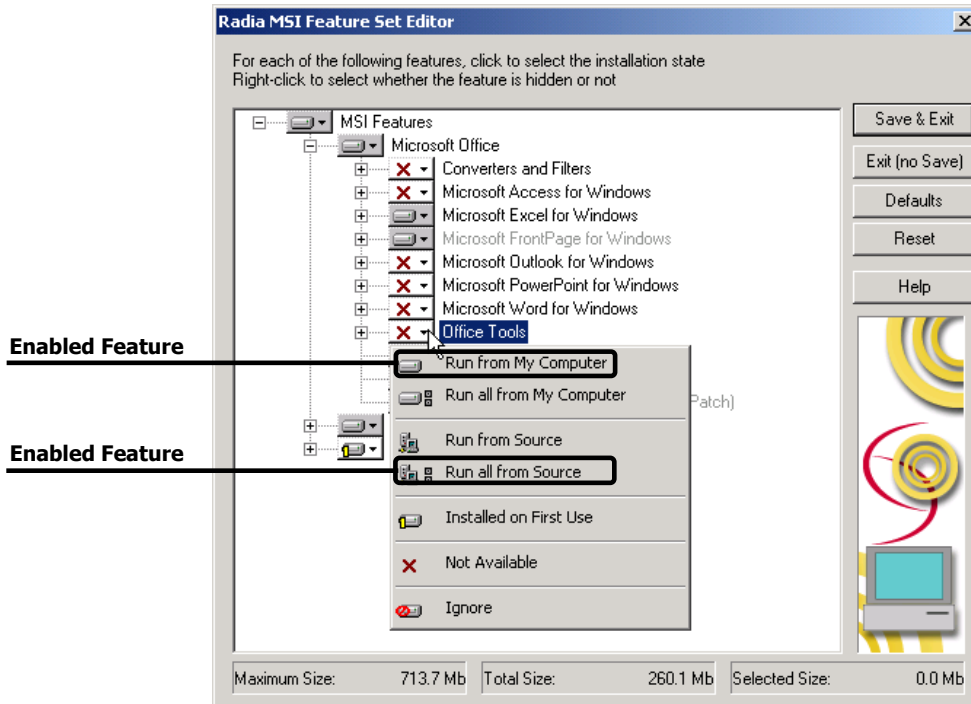 Radia MSI Feature Set Editor
For each of the following features, click to select the installation state
Right-click to select whether the feature is hidden or not
MSI Features
Microsoft Office
Converters and Filters
Microsoft Access for Windows
Microsoft Excel for Windows
Microsoft FrontPage for Windows
Microsoft Outlook for Windows
Microsoft PowerPoint for Windows
Microsoft Word for Windows
Office Tools
Save & Exit
Exit (no Save)
Defaults
Reset
Help
Enabled Feature
Run from My Computer
Run all from My Computer
Patch)
Run from Source
Enabled Feature
Run all from Source
Installed on First Use
Not Available
Ignore
Maximum Size: 713.7 Mb Total Size: 260.1 Mb Selected Size: 0.0 Mb